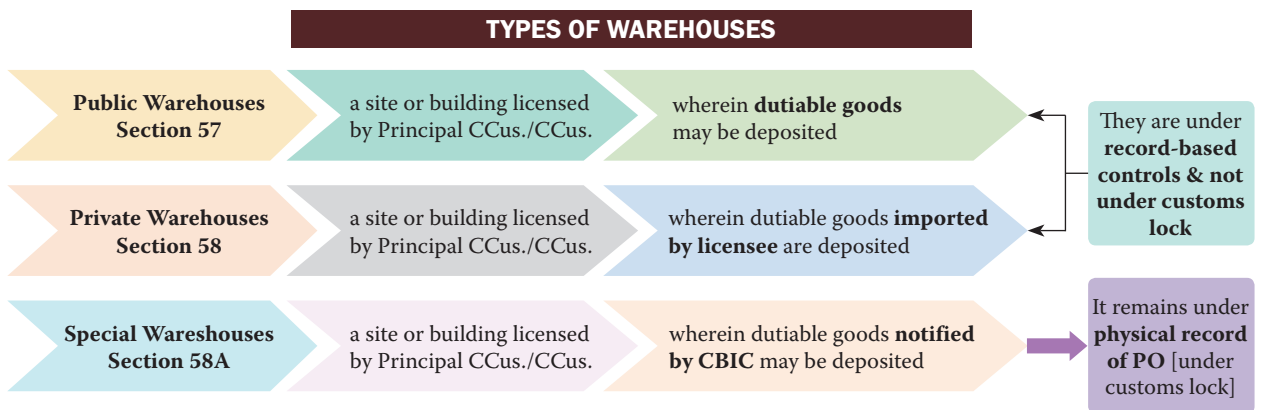 TYPES OF WAREHOUSES
Public Warehouses
Section 57
a site or building licensed
by Principal CCus./CCus.
wherein dutiable goods
may be deposited
They are under
record-based
controls & not
under customs
lock
Private Warehouses
Section 58
a site or building licensed
by Principal CCus./CCus.
wherein dutiable goods imported
by licensee are deposited
Special Wareshouses
Section 58A
a site or building licensed
by Principal CCus./CCus.
wherein dutiable goods notified
by CBIC may be deposited
It remains under
physical record
of PO [under
customs lock]